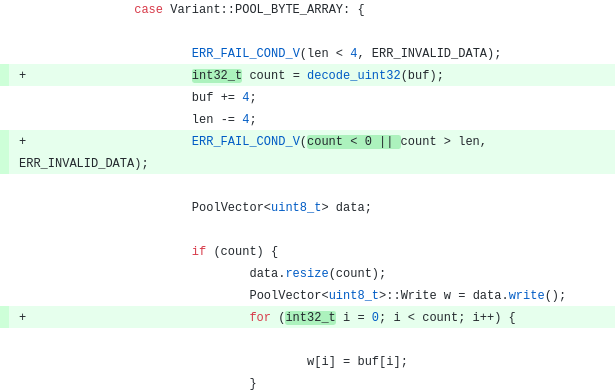 case Variant::POOL_BYTE_ARRAY: {
ERR_FAIL_COND_V(len < 4, ERR_INVALID_DATA);
+ int32_t count = decode_uint32(buf);
buf += 4;
len -= 4;
+ ERR_FAIL_COND_V(count < 0 || count > len,
ERR_INVALID_DATA);
PoolVector<uint8_t> data;
if (count) {
data.resize(count);
PoolVector<uint8_t>::Write w = data.write();
+ for (int32_t i = 0; i < count; i++) {
w[i] = buf[i];
}